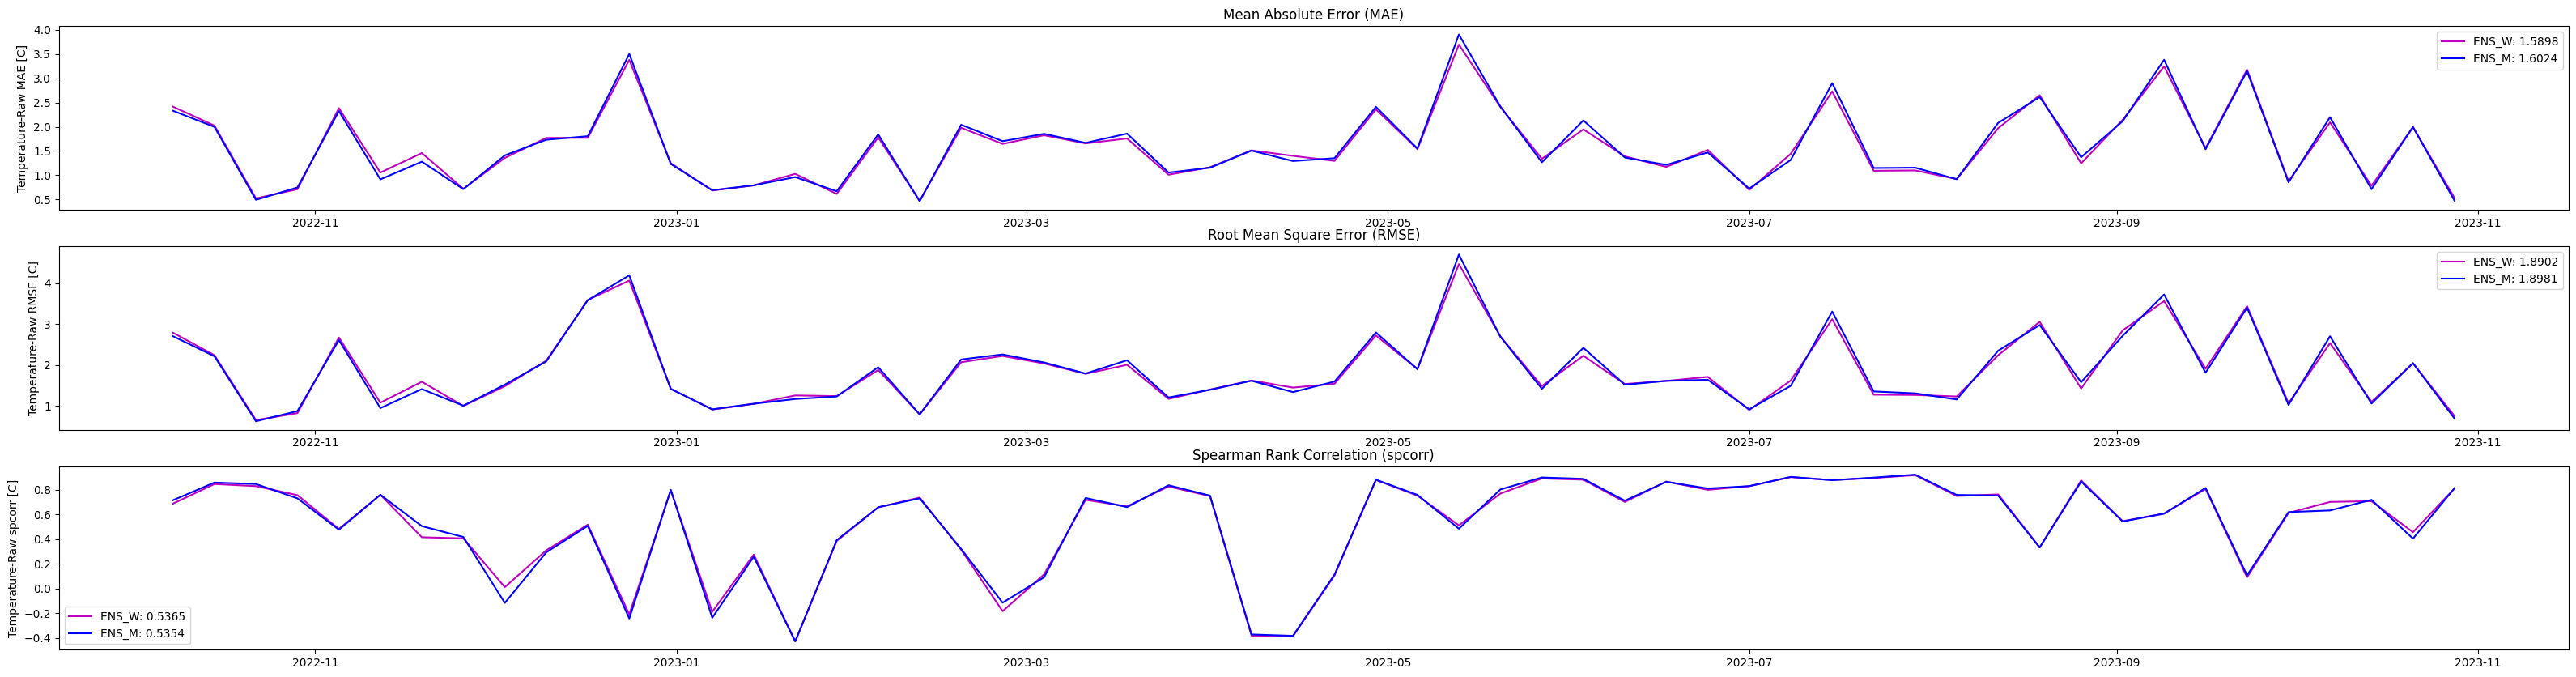 Mean Absolute Error (MAE)
Temperature-Raw MAE [C]
4.0
3.5
3.0
2.5
2.0
1.5
1.0
0.5
ENS_W: 1.5898
ENS_M: 1.6024
2022-11 2023-01 2023-03 2023-05 2023-07 2023-09 2023-11
Root Mean Square Error (RMSE)
Temperature-Raw RMSE [C]
4
3
2
1
ENS_W: 1.8902
ENS_M: 1.8981
2022-11 2023-01 2023-03 2023-05 2023-07 2023-09 2023-11
Spearman Rank Correlation (spcorr)
Temperature-Raw spcorr [C]
0.8
0.6
0.4
0.2
0.0
−0.2
−0.4
ENS_W: 0.5365
ENS_M: 0.5354
2022-11 2023-01 2023-03 2023-05 2023-07 2023-09 2023-11